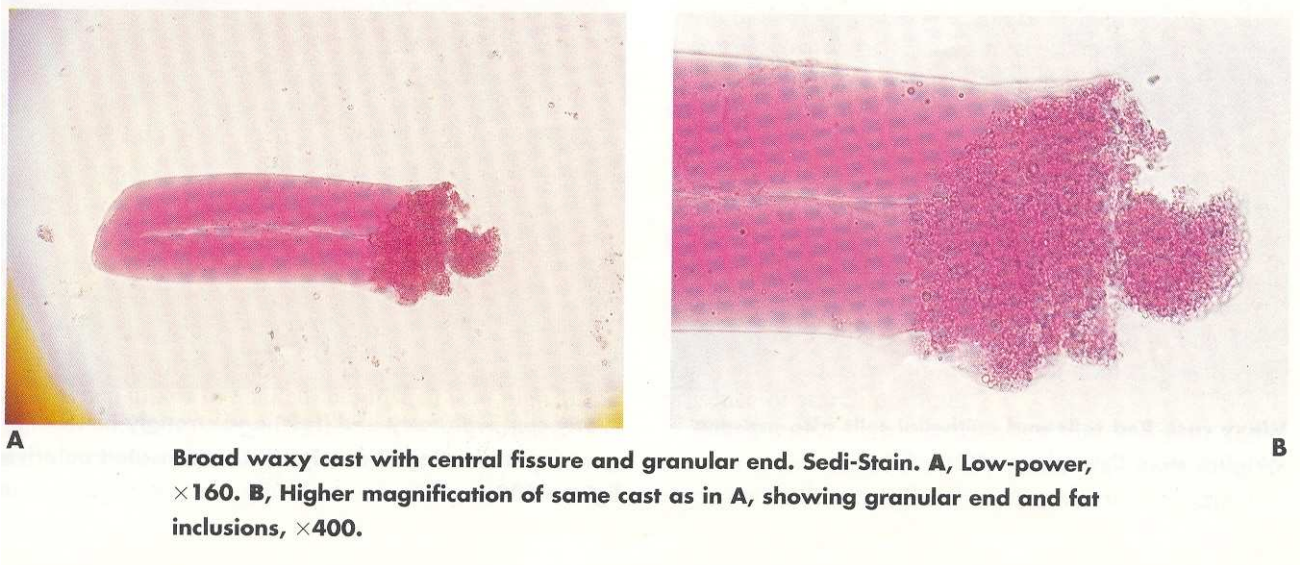 A
B
Broad waxy cast with central fissure and granular end. Sedi-Stain. A, Low-power,
×160. B, Higher magnification of same cast as in A, showing granular end and fat
inclusions, ×400.